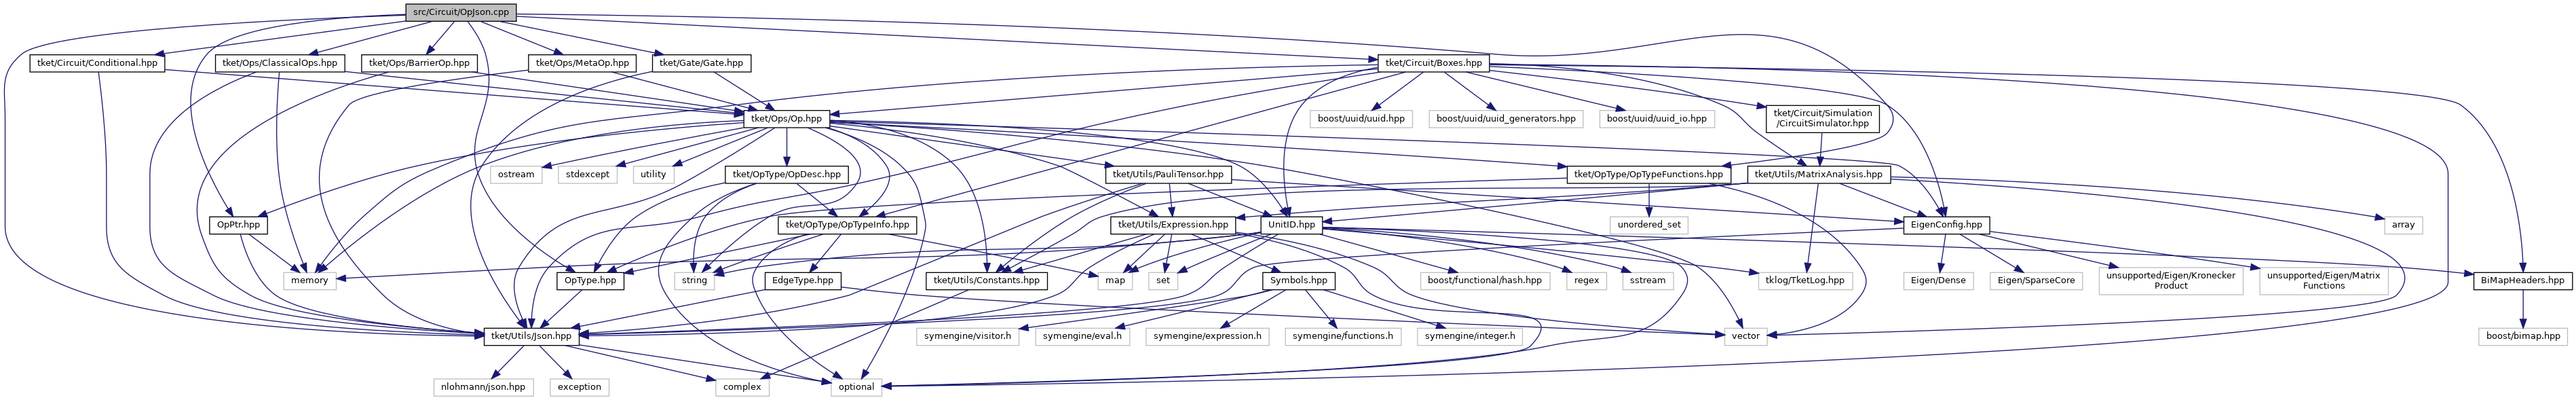 src/Circuit/OpJson.cpp
tket/Circuit/Conditional.hpp
tket/Ops/ClassicalOps.hpp
tket/Ops/BarrierOp.hpp
tket/Ops/MetaOp.hpp
tket/Gate/Gate.hpp
tket/Circuit/Boxes.hpp
tket/Ops/Op.hpp
boost/uuid/uuid.hpp
boost/uuid/uuid_generators.hpp
boost/uuid/uuid_io.hpp
tket/Circuit/Simulation
/CircuitSimulator.hpp
ostream
stdexcept
utility
tket/OpType/OpDesc.hpp
tket/Utils/PauliTensor.hpp
tket/OpType/OpTypeFunctions.hpp
tket/Utils/MatrixAnalysis.hpp
OpPtr.hpp
tket/OpType/OpTypeInfo.hpp
tket/Utils/Expression.hpp
UnitID.hpp
unordered_set
EigenConfig.hpp
array
memory
OpType.hpp
string
EdgeType.hpp
tket/Utils/Constants.hpp
map
set
Symbols.hpp
boost/functional/hash.hpp
regex
sstream
tklog/TketLog.hpp
Eigen/Dense
Eigen/SparseCore
unsupported/Eigen/Kronecker
Product
unsupported/Eigen/Matrix
Functions
BiMapHeaders.hpp
tket/Utils/Json.hpp
symengine/visitor.h
symengine/eval.h
symengine/expression.h
symengine/functions.h
symengine/integer.h
vector
boost/bimap.hpp
nlohmann/json.hpp
exception
complex
optional